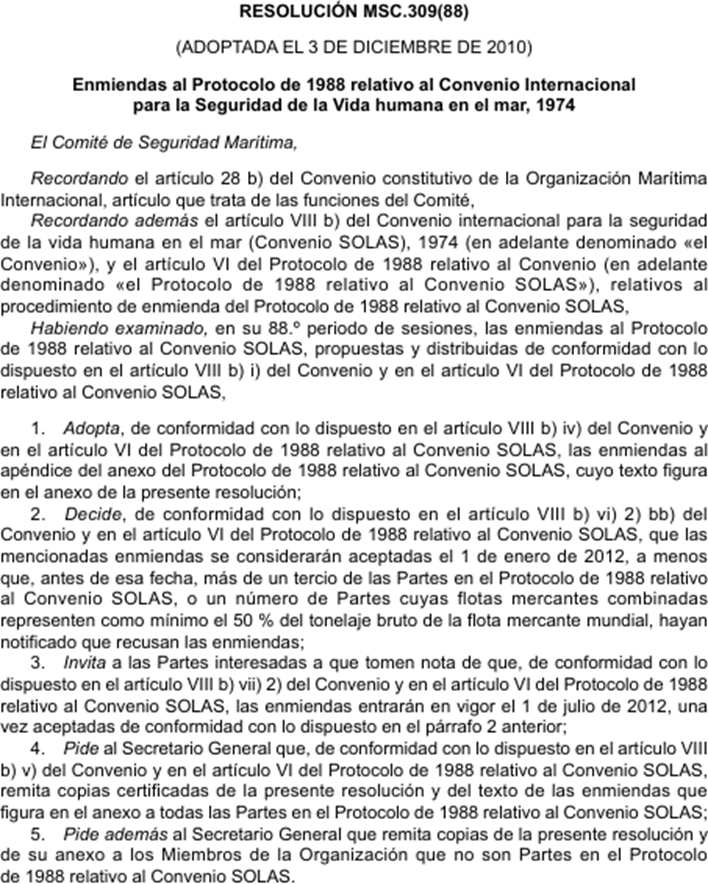 RESOLUCIÓN MSC.309(88)
(ADOPTADA EL 3 DE DICIEMBRE DE 2010)
Enmiendas al Protocolo de 1988 relativo al Convenio Internacional
para la Seguridad de la Vida humana en el mar, 1974
El Comité de Seguridad Marítima,
Recordando el artículo 28 b) del Convenio constitutivo de la Organización Marítima
Internacional, artículo que trata de las funciones del Comité,
Recordando además el artículo VIII b) del Convenio internacional para la seguridad
de la vida humana en el mar (Convenio SOLAS), 1974 (en adelante denominado «el
Convenio»), y el artículo VI del Protocolo de 1988 relativo al Convenio (en adelante
denominado «el Protocolo de 1988 relativo al Convenio SOLAS»), relativos al
procedimiento de enmienda del Protocolo de 1988 relativo al Convenio SOLAS,
Habiendo examinado, en su 88.º periodo de sesiones, las enmiendas al Protocolo
de 1988 relativo al Convenio SOLAS, propuestas y distribuidas de conformidad con lo
dispuesto en el artículo VIII b) i) del Convenio y en el artículo VI del Protocolo de 1988
relativo al Convenio SOLAS,
1. Adopta, de conformidad con lo dispuesto en el artículo VIII b) iv) del Convenio y
en el artículo VI del Protocolo de 1988 relativo al Convenio SOLAS, las enmiendas al
apéndice del anexo del Protocolo de 1988 relativo al Convenio SOLAS, cuyo texto figura
en el anexo de la presente resolución;
2. Decide, de conformidad con lo dispuesto en el artículo VIII b) vi) 2) bb) del
Convenio y en el artículo VI del Protocolo de 1988 relativo al Convenio SOLAS, que las
mencionadas enmiendas se considerarán aceptadas el 1 de enero de 2012, a menos
que, antes de esa fecha, más de un tercio de las Partes en el Protocolo de 1988 relativo
al Convenio SOLAS, o un número de Partes cuyas flotas mercantes combinadas
representen como mínimo el 50 % del tonelaje bruto de la flota mercante mundial, hayan
notificado que recusan las enmiendas;
3. Invita a las Partes interesadas a que tomen nota de que, de conformidad con lo
dispuesto en el artículo VIII b) vii) 2) del Convenio y en el artículo VI del Protocolo de 1988
relativo al Convenio SOLAS, las enmiendas entrarán en vigor el 1 de julio de 2012, una
vez aceptadas de conformidad con lo dispuesto en el párrafo 2 anterior;
4. Pide al Secretario General que, de conformidad con lo dispuesto en el artículo VIII
b) v) del Convenio y en el artículo VI del Protocolo de 1988 relativo al Convenio SOLAS,
remita copias certificadas de la presente resolución y del texto de las enmiendas que
figura en el anexo a todas las Partes en el Protocolo de 1988 relativo al Convenio SOLAS;
5. Pide además al Secretario General que remita copias de la presente resolución y
de su anexo a los Miembros de la Organización que no son Partes en el Protocolo
de 1988 relativo al Convenio SOLAS.